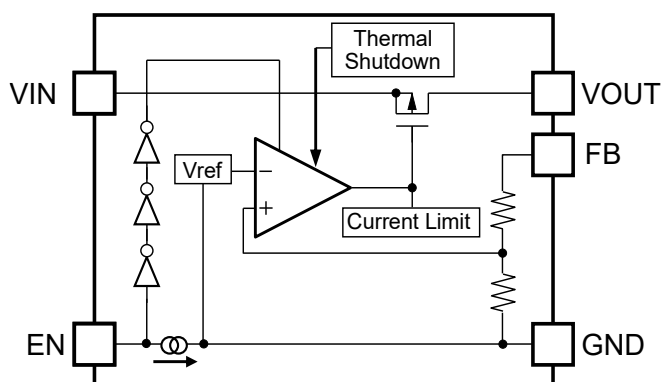 Thermal
Shutdown
VIN
VOUT
FB
Vref
−
+
Current Limit
EN
GND